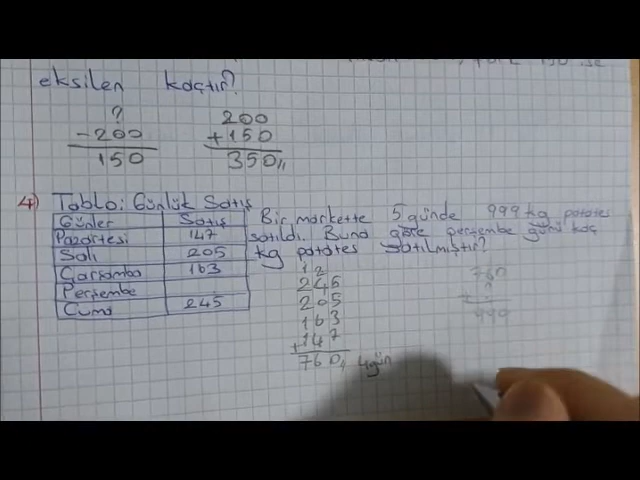 eksilen kaçtır?
?
-200
150
200
+150
350//
4) Tablo: Günlük Satış
Günler Satış
Pazartesi 147
Salı 205
Çarşamba 163
Perşembe
Cuma 245
Bir markette 5 günde 999 kg patates
satıldı. Buna göre perşembe günü kaç
kg patates satılmıştır?
12
245
205
163
+147
760 4gün
760
+ ?
999